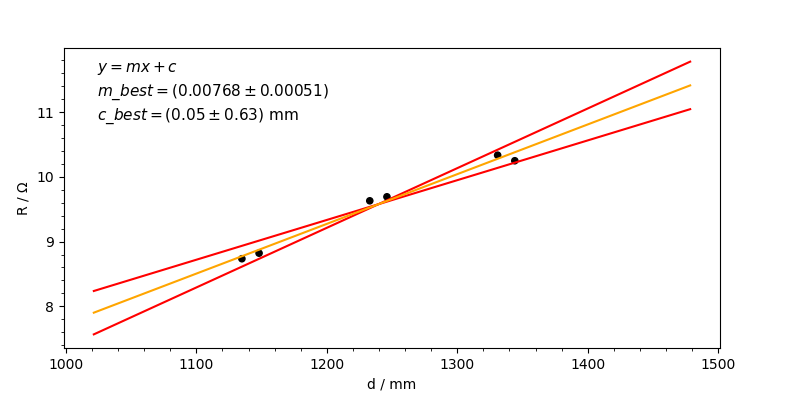 y = mx + c
m_best = (0.00768 ± 0.00051)
c_best = (0.05 ± 0.63) mm
R / Ω
11
10
9
8
1000 1100 1200 1300 1400 1500
d / mm